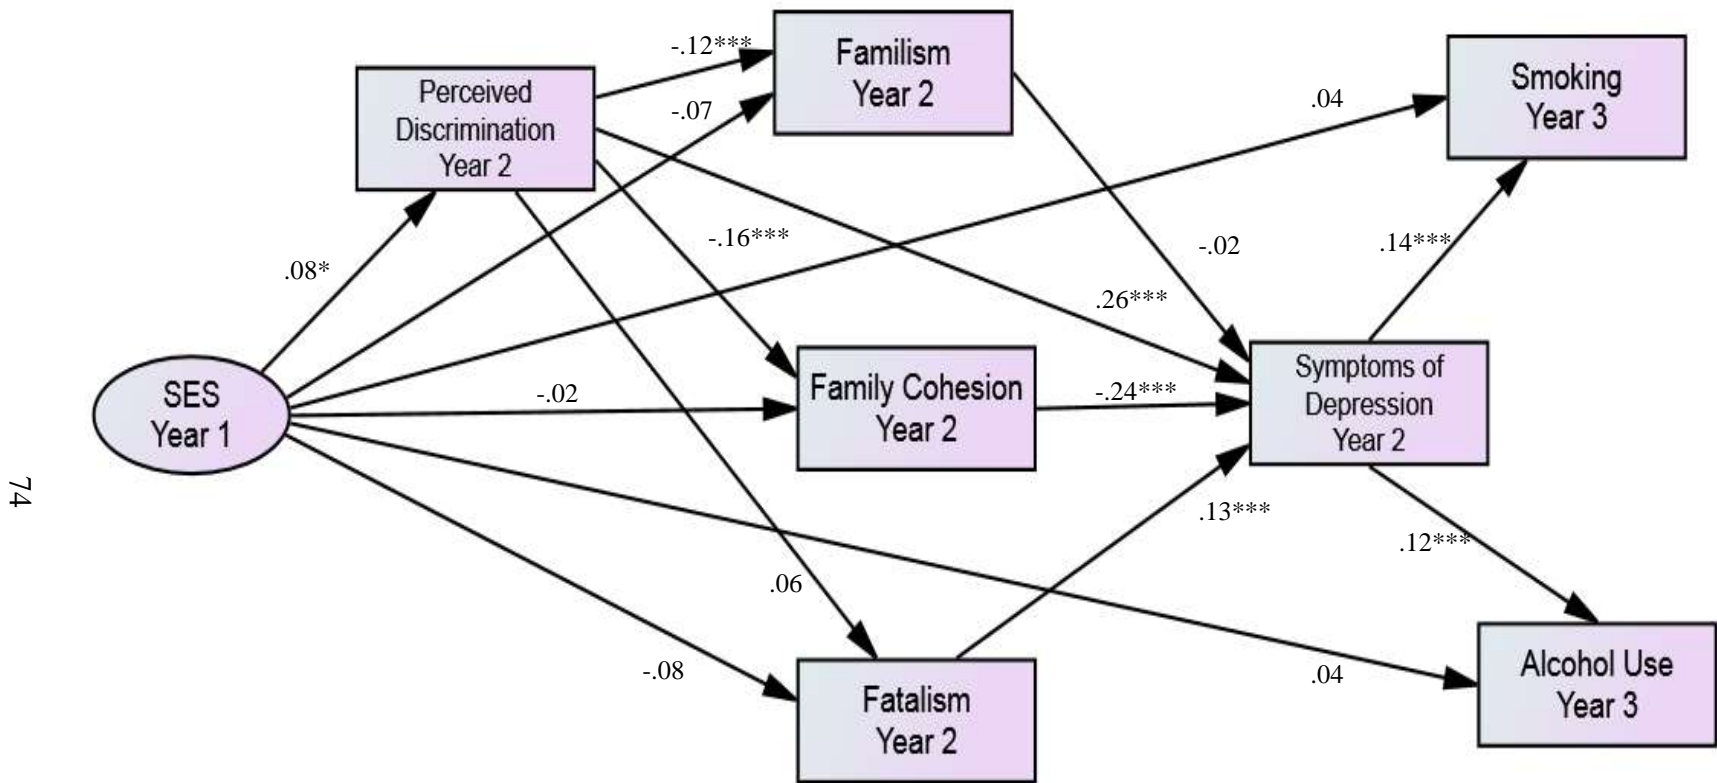 Familism
Year 2
Smoking
Year 3
Perceived
Discrimination
Year 2
-.12***
-.07
.04
-.16***
-.02
.14***
.08*
.26***
SES
Year 1
-.02
Family Cohesion
Year 2
-.24***
Symptoms of
Depression
Year 2
74
.13***
.12***
.06
-.08
.04
Fatalism
Year 2
Alcohol Use
Year 3